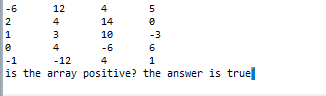 -6 12 4 5
2 4 14 0
1 3 10 -3
0 4 -6 6
-1 -12 4 1
is the array positive? the answer is true